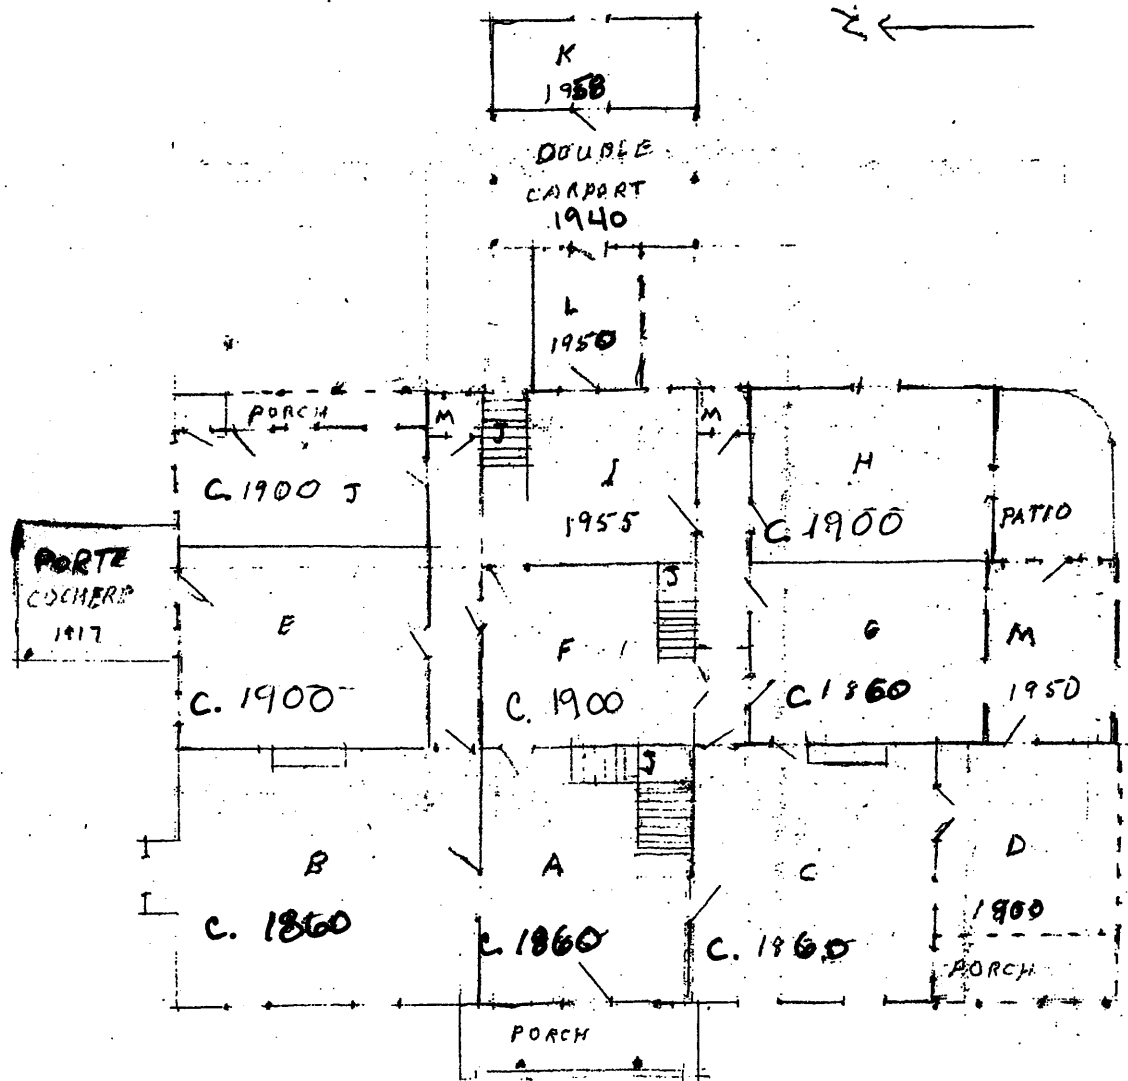 N
K
1958
DOUBLE
CARPORT
1940
L
1950
PORCH
M
J
M
I
1955
H
C. 1900
C. 1900 J
PATIO
PORTE
COCHERE
1917
E
C. 1900
J
F
C. 1900
G
C. 1860
M
1950
J
B
C. 1860
A
C. 1860
C
C. 1860
D
1900
PORCH
PORCH